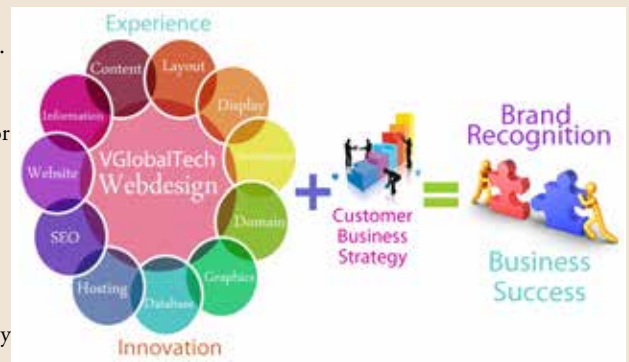 Experience
Content
Layout
Display
Information
VGlobalTech
Webdesign
Website
Domain
SEO
Graphics
Hosting
Database
Innovation
+
Customer
Business
Strategy
=
Brand
Recognition
Business
Success
or
y